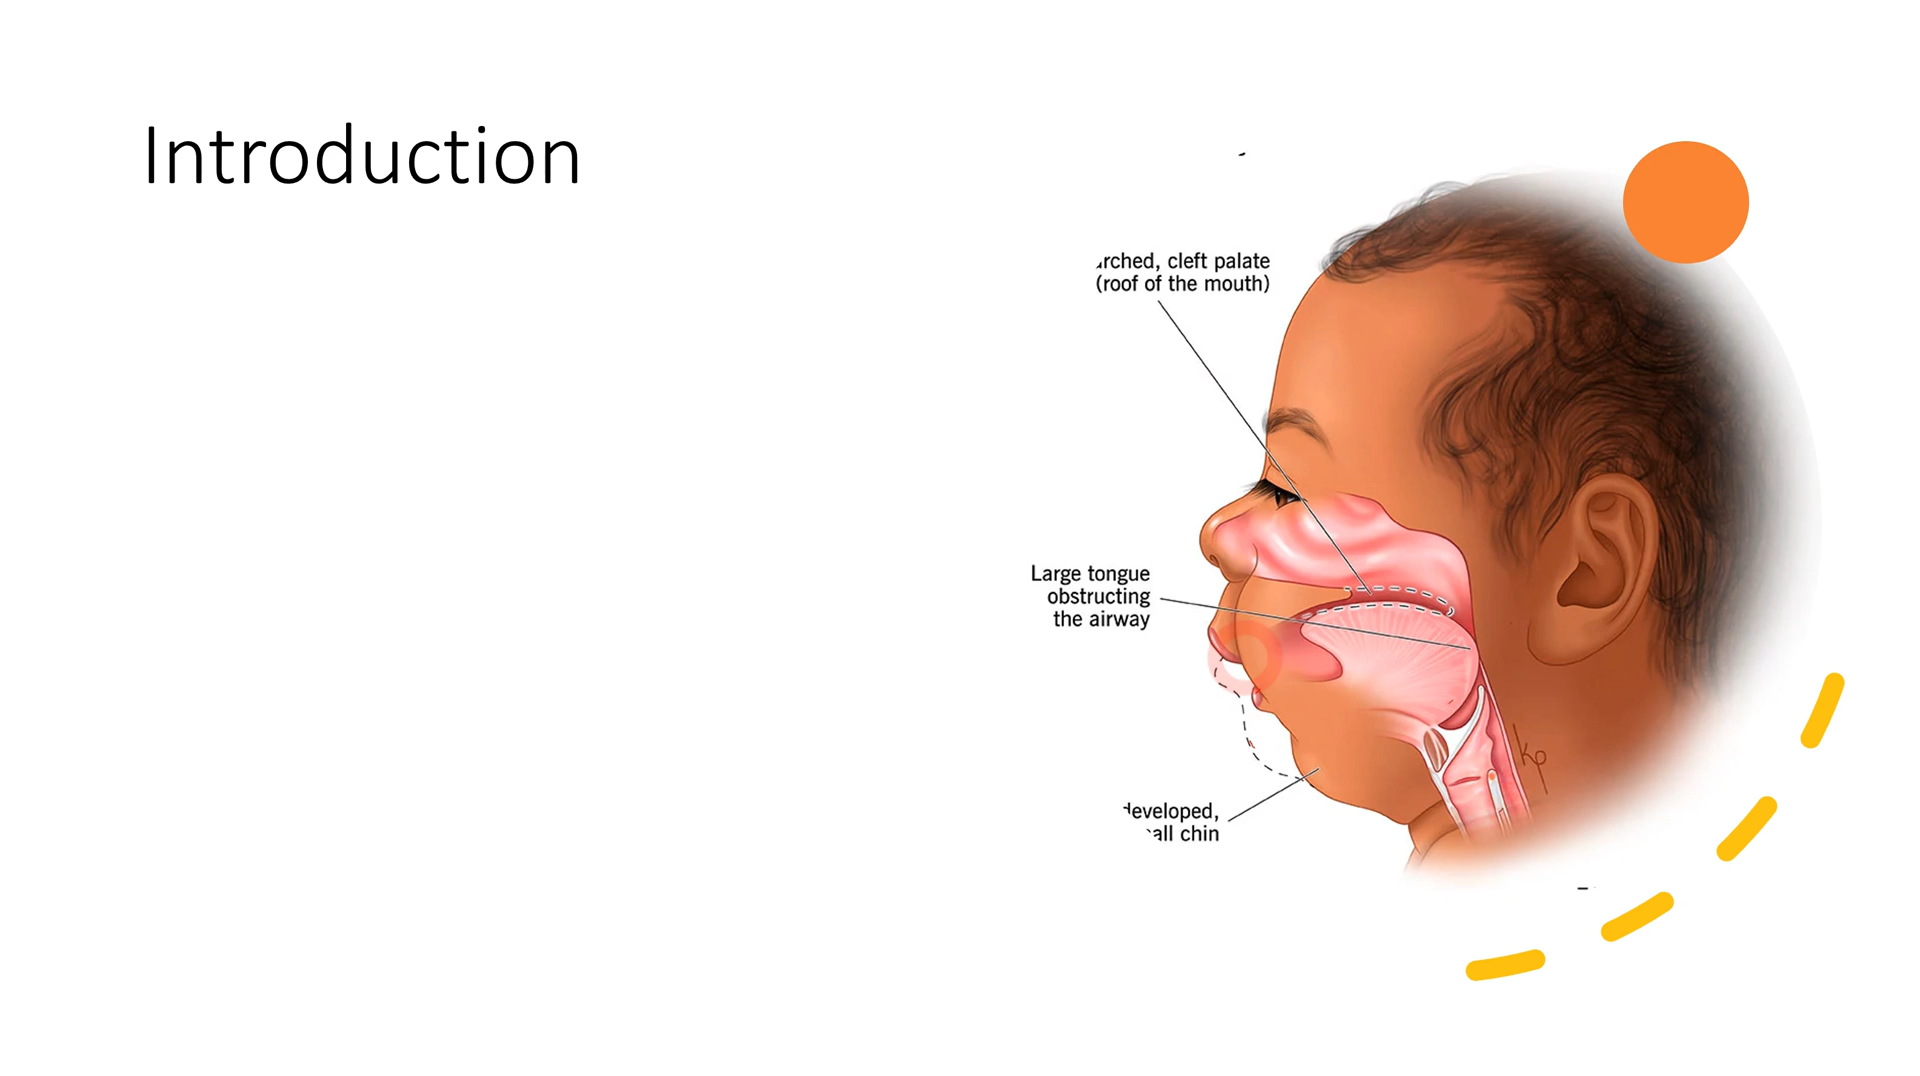 Introduction
rched, cleft palate
(roof of the mouth)
Large tongue
obstructing
the airway
developed,
all chin